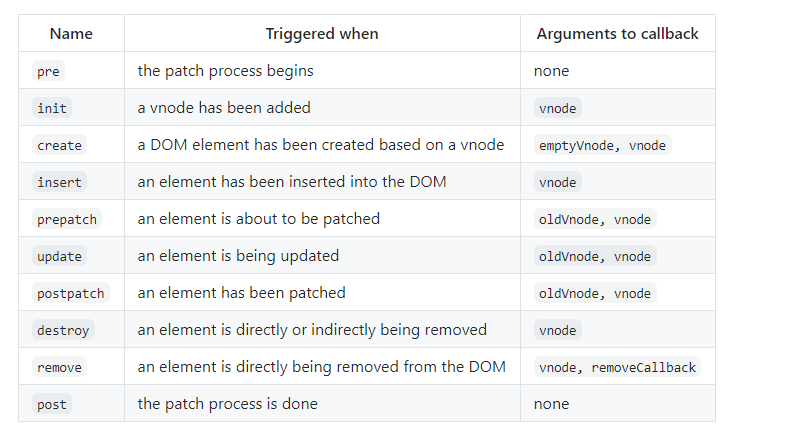 Name Triggered when Arguments to callback
pre the patch process begins none
init a vnode has been added vnode
create a DOM element has been created based on a vnode emptyVnode, vnode
insert an element has been inserted into the DOM vnode
prepatch an element is about to be patched oldVnode, vnode
update an element is being updated oldVnode, vnode
postpatch an element has been patched oldVnode, vnode
destroy an element is directly or indirectly being removed vnode
remove an element is directly being removed from the DOM vnode, removeCallback
post the patch process is done none